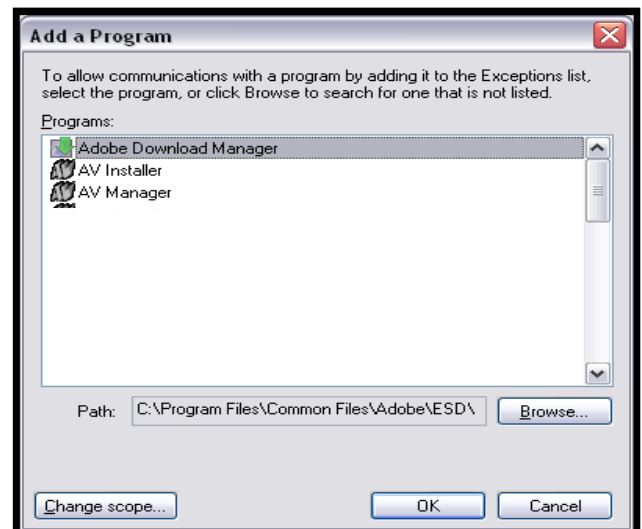 Add a Program
To allow communications with a program by adding it to the Exceptions list,
select the program, or click Browse to search for one that is not listed.
Programs:
Adobe Download Manager
AV Installer
AV Manager
Path: C:\Program Files\Common Files\Adobe\ESD\ Browse...
Change scope... OK Cancel